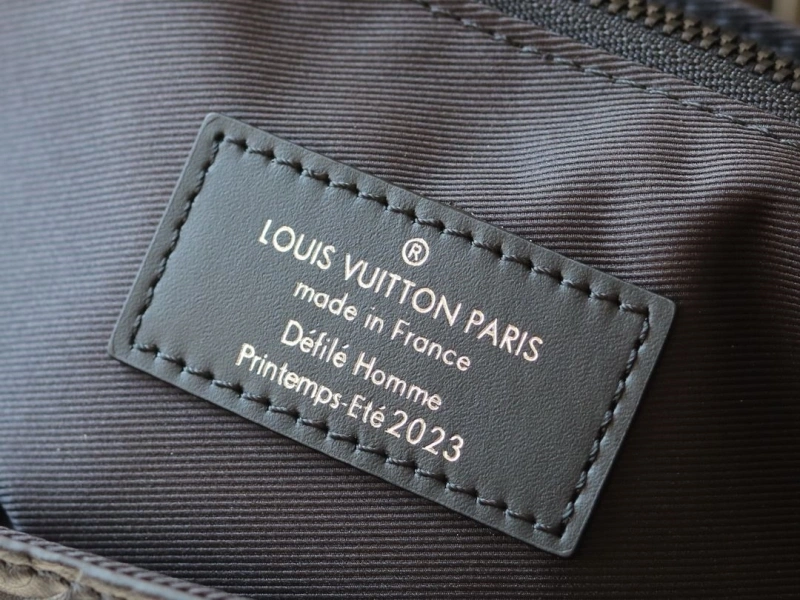 ®
LOUIS VUITTON PARIS
made in France
Défilé Homme
Printemps-Eté 2023